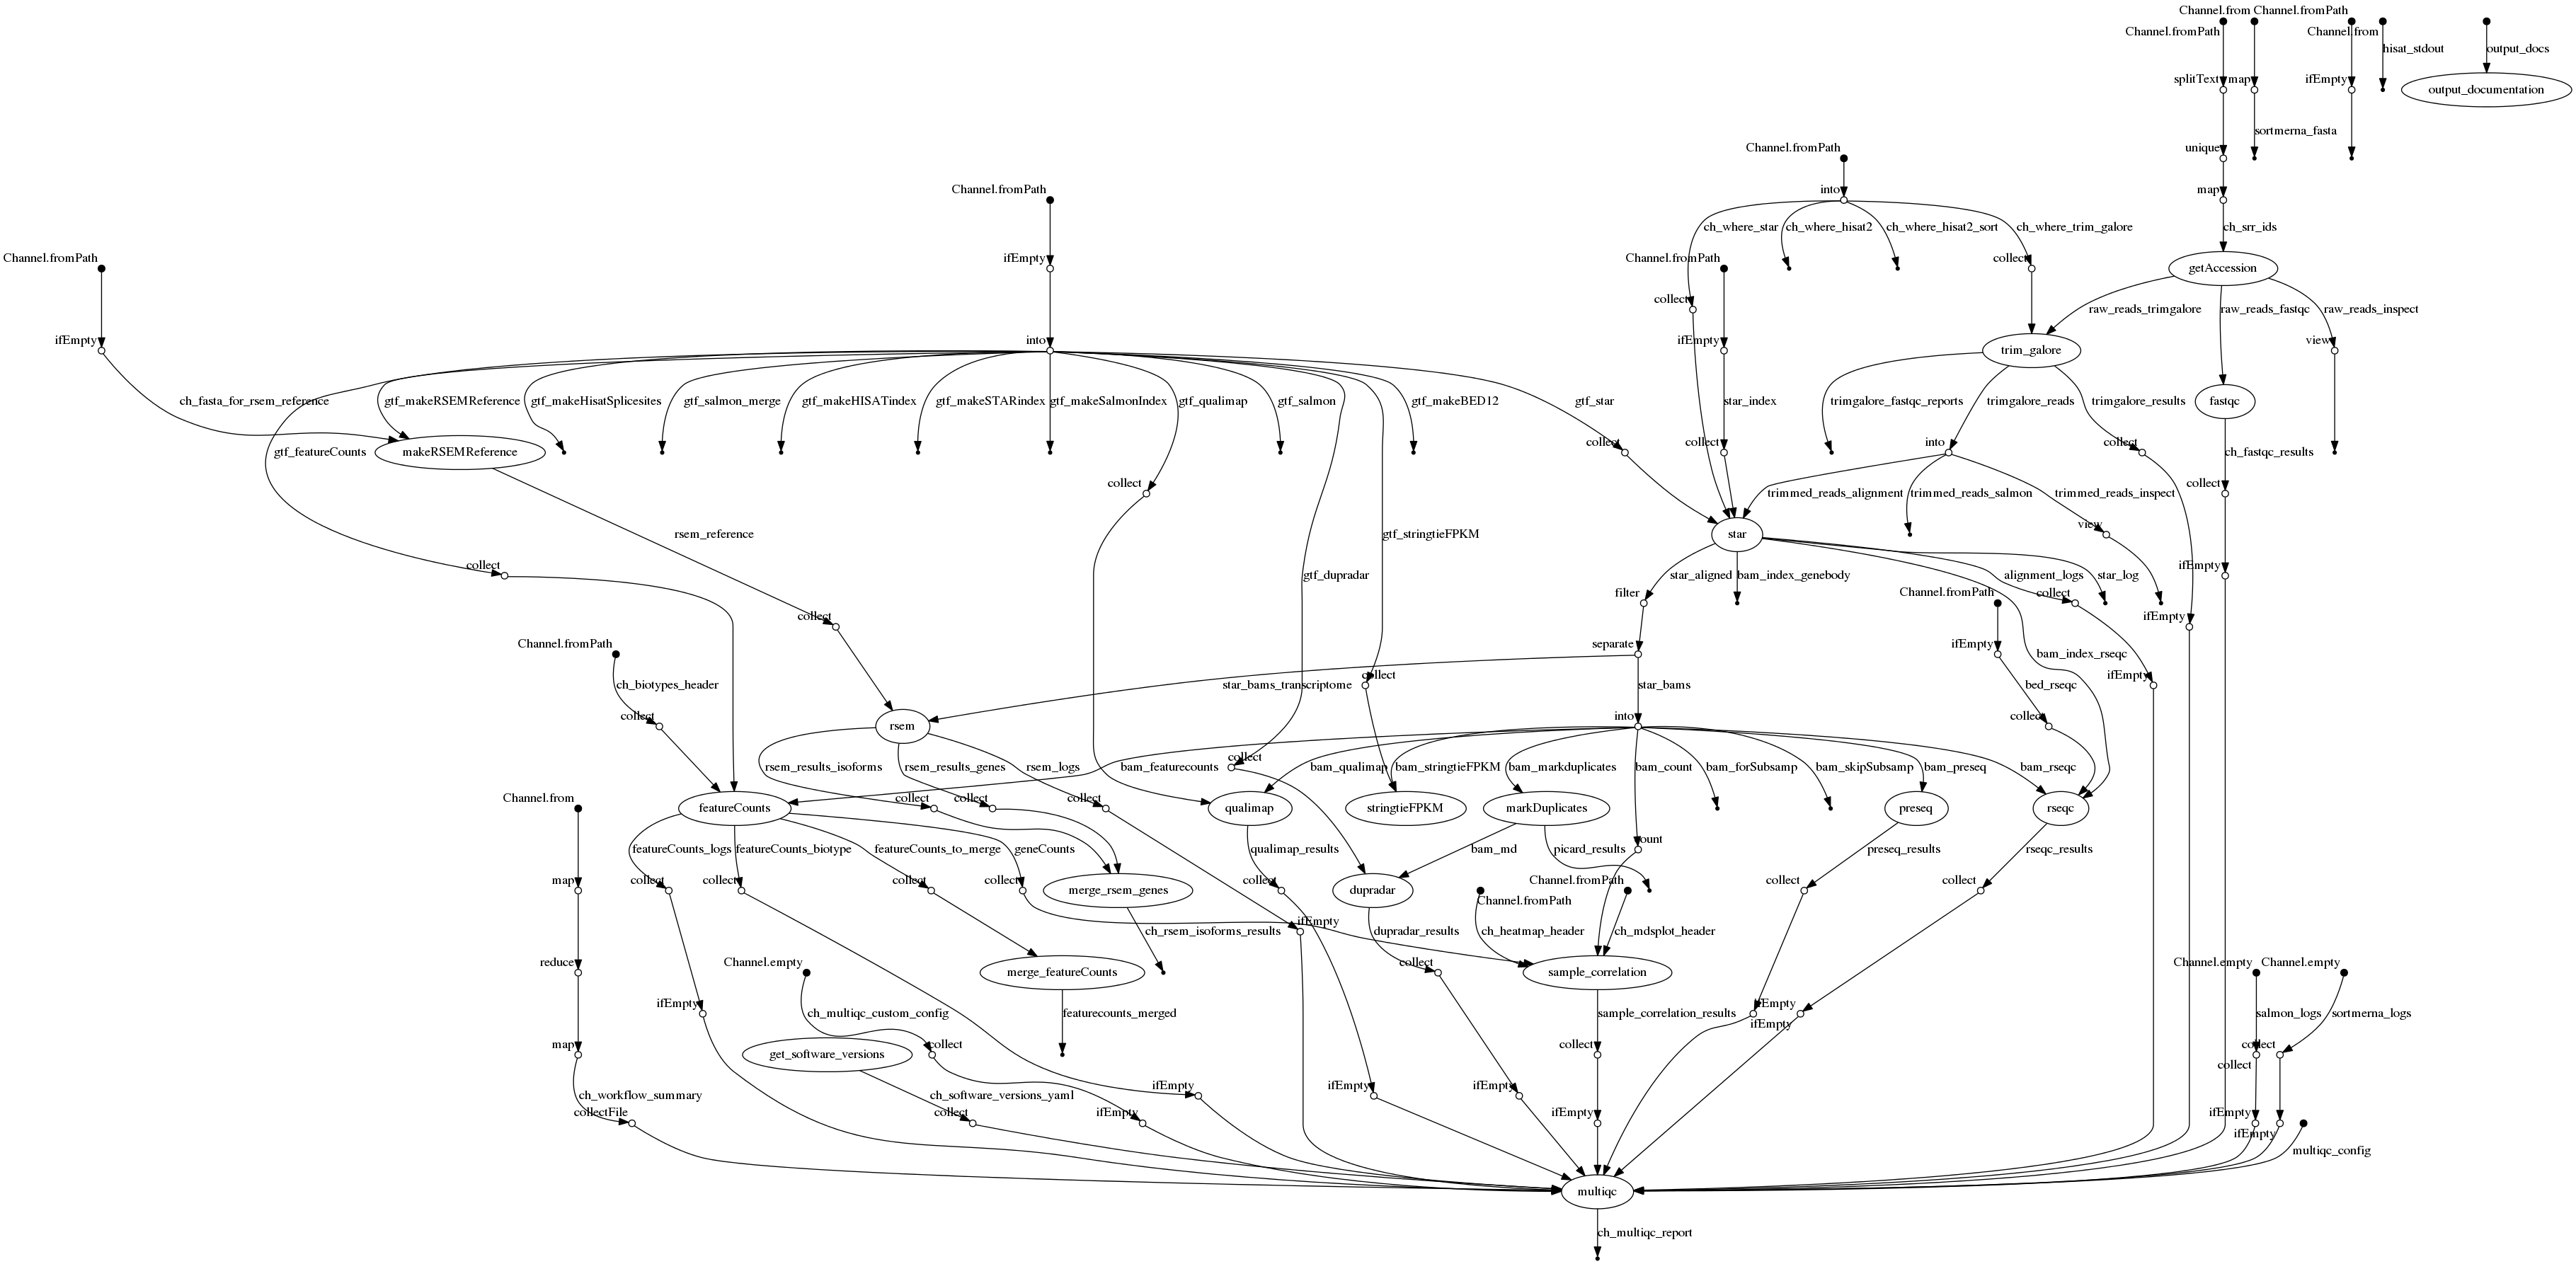 Channel.from
Channel.fromPath
Channel.fromPath
Channel.from
hisat_stdout
output_docs
splitText
map
ifEmpty
output_documentation
sortmerna_fasta
unique
Channel.fromPath
into
map
Channel.fromPath
ch_where_star
ch_where_hisat2
ch_where_hisat2_sort
ch_where_trim_galore
ch_srr_ids
Channel.fromPath
ifEmpty
Channel.fromPath
collect
getAccession
collect
raw_reads_trimgalore
raw_reads_fastqc
raw_reads_inspect
ifEmpty
into
ifEmpty
trim_galore
view
ch_fasta_for_rsem_reference
gtf_makeRSEMReference
gtf_makeHisatSplicesites
gtf_salmon_merge
gtf_makeHISATindex
gtf_makeSTARindex
gtf_makeSalmonIndex
gtf_qualimap
gtf_salmon
gtf_makeBED12
gtf_star
star_index
trimgalore_fastqc_reports
trimgalore_reads
trimgalore_results
fastqc
gtf_featureCounts
makeRSEMReference
collect
collect
into
collect
ch_fastqc_results
collect
collect
trimmed_reads_alignment
trimmed_reads_salmon
trimmed_reads_inspect
rsem_reference
gtf_stringtieFPKM
star
view
collect
gtf_dupradar
star_aligned
bam_index_genebody
alignment_logs
star_log
ifEmpty
filter
Channel.fromPath
collect
collect
ifEmpty
Channel.fromPath
separate
ifEmpty
bam_index_rseqc
ch_biotypes_header
star_bams_transcriptome
collect
star_bams
bed_rseqc
ifEmpty
collect
rsem
into
collect
rsem_results_isoforms
rsem_results_genes
rsem_logs
bam_featurecounts
collect
bam_qualimap
bam_stringtieFPKM
bam_markduplicates
bam_count
bam_forSubsamp
bam_skipSubsamp
bam_preseq
bam_rseqc
Channel.from
featureCounts
collect
collect
collect
qualimap
stringtieFPKM
markDuplicates
preseq
rseqc
featureCounts_logs
featureCounts_biotype
featureCounts_to_merge
geneCounts
qualimap_results
bam_md
picard_results
count
preseq_results
rseqc_results
map
collect
collect
collect
collect
merge_rsem_genes
collect
dupradar
Channel.fromPath
Channel.fromPath
collect
collect
ifEmpty
ch_rsem_isoforms_results
dupradar_results
ch_heatmap_header
ch_mdsplot_header
reduce
Channel.empty
merge_featureCounts
collect
sample_correlation
Channel.empty
Channel.empty
ifEmpty
ch_multiqc_custom_config
featurecounts_merged
sample_correlation_results
ifEmpty
ifEmpty
salmon_logs
sortmerna_logs
map
get_software_versions
collect
collect
collect
collect
ch_workflow_summary
ch_software_versions_yaml
ifEmpty
ifEmpty
ifEmpty
collectFile
collect
ifEmpty
ifEmpty
ifEmpty
ifEmpty
multiqc_config
multiqc
ch_multiqc_report